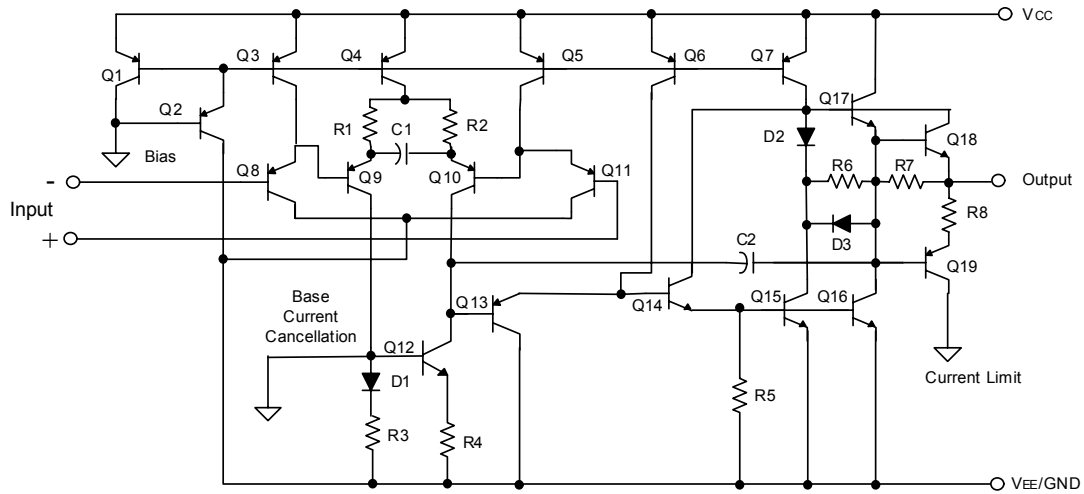 VCC
Q1
Q3
Q4
Q5
Q6
Q7
Q2
Q17
R1
C1
R2
D2
Q18
Bias
-
Q8
Q9
Q10
Q11
R6
R7
Output
Input
R8
+
D3
C2
Q19
Base
Current
Cancellation
Q13
Q14
Q15
Q16
Q12
D1
Current Limit
R5
R3
R4
VEE/GND